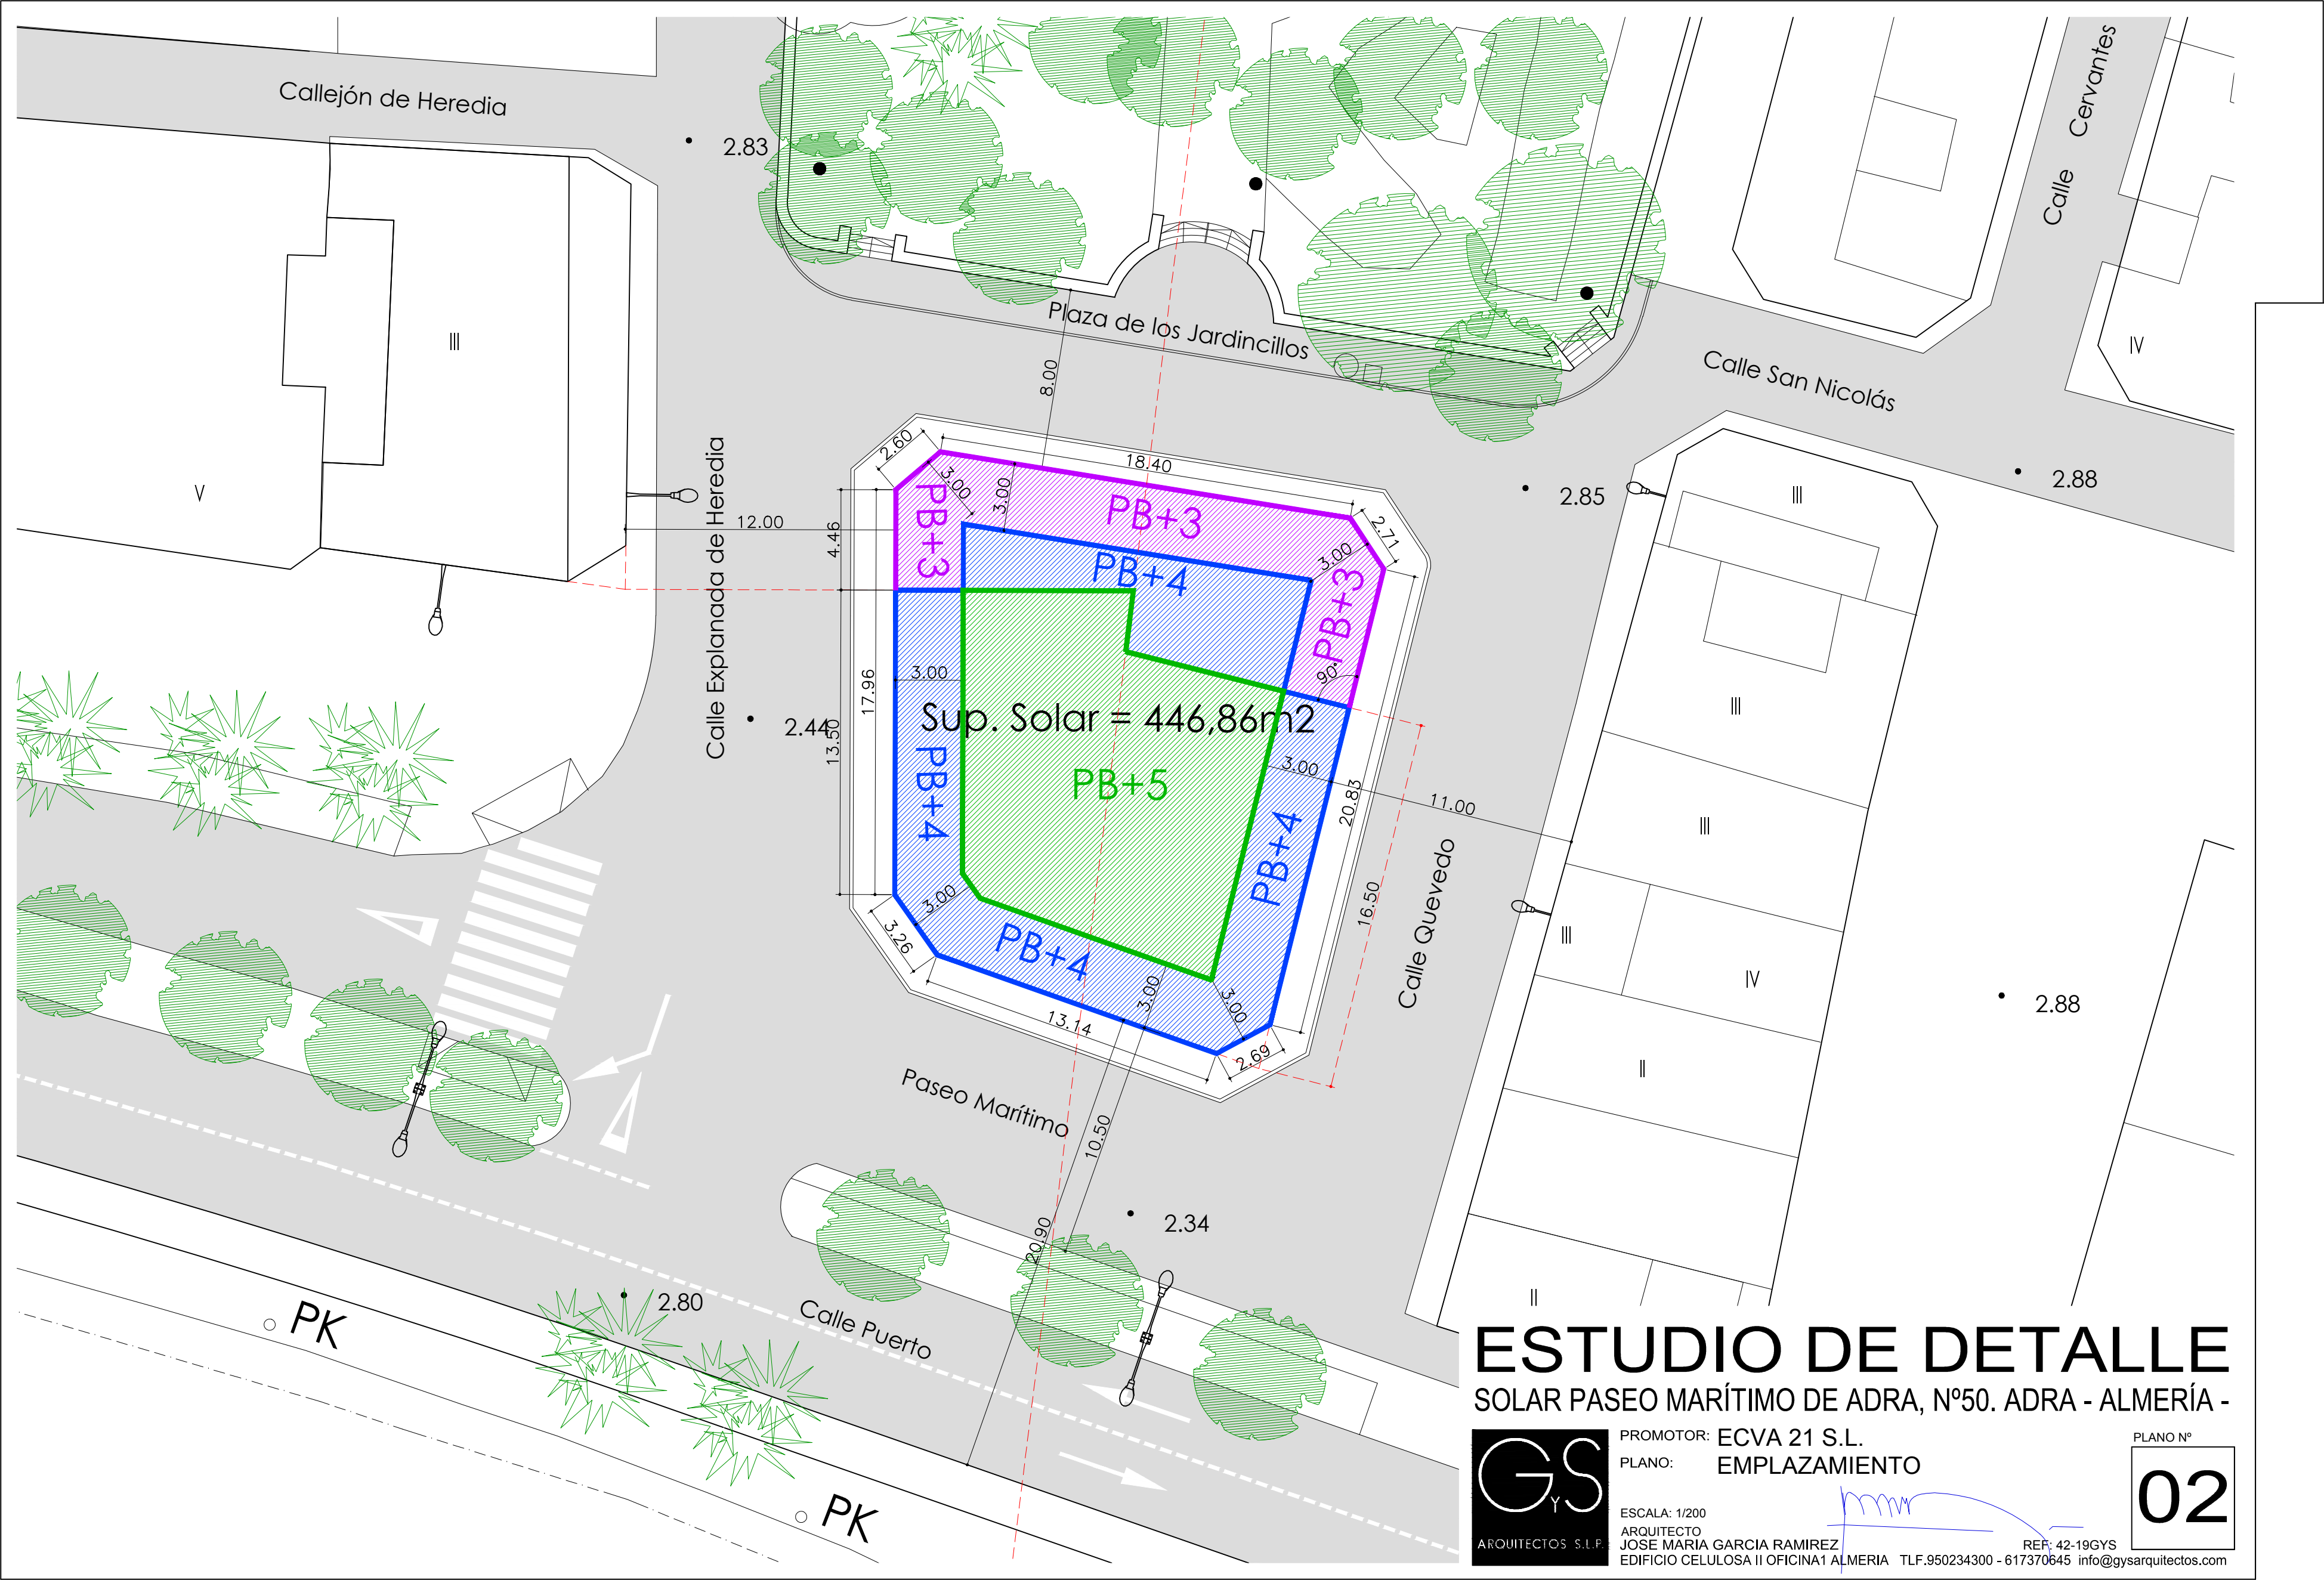 Callejón de Heredia
2.83
Calle Cervantes
Plaza de los Jardincillos
Calle San Nicolás
III
IV
V
8.00
2.60
18.40
3.00
3.00
2.71
3.00
2.85
2.88
III
PB+3
PB+3
PB+3
PB+4
90°
12.00
4.46
Calle Explanada de Heredia
17.96
13.50
2.44
3.00
Sup. Solar = 446,86m2
PB+5
PB+4
PB+4
PB+4
3.00
3.00
3.26
3.00
3.00
13.14
2.69
20.83
16.50
11.00
Calle Quevedo
III
III
III
IV
II
II
2.88
Paseo Marítimo
10.50
20.90
2.34
2.80
Calle Puerto
PK
PK
ESTUDIO DE DETALLE
SOLAR PASEO MARÍTIMO DE ADRA, Nº50. ADRA - ALMERÍA -
GYS
ARQUITECTOS S.L.P.
PROMOTOR: ECVA 21 S.L.
PLANO: EMPLAZAMIENTO
PLANO Nº
02
ESCALA: 1/200
ARQUITECTO
JOSE MARIA GARCIA RAMIREZ
REF: 42-19GYS
EDIFICIO CELULOSA II OFICINA1 ALMERIA TLF.950234300 - 617370645 info@gysarquitectos.com